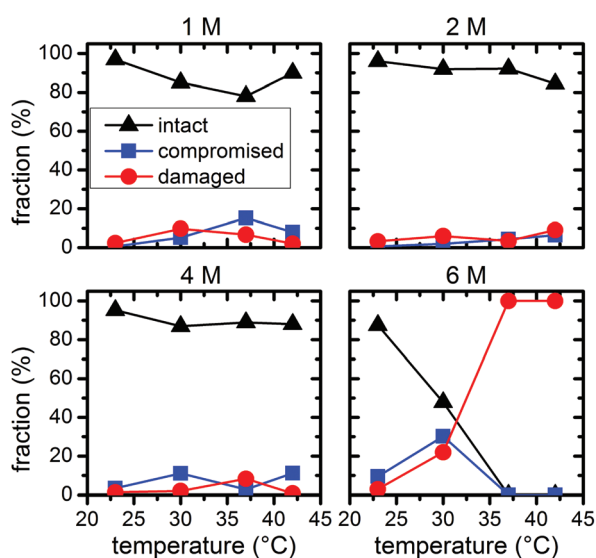 1 M
2 M
100
80
60
40
20
0
fraction (%)
intact
compromised
damaged
4 M
6 M
100
80
60
40
20
0
fraction (%)
20 25 30 35 40 45
20 25 30 35 40 45
temperature (°C)
temperature (°C)